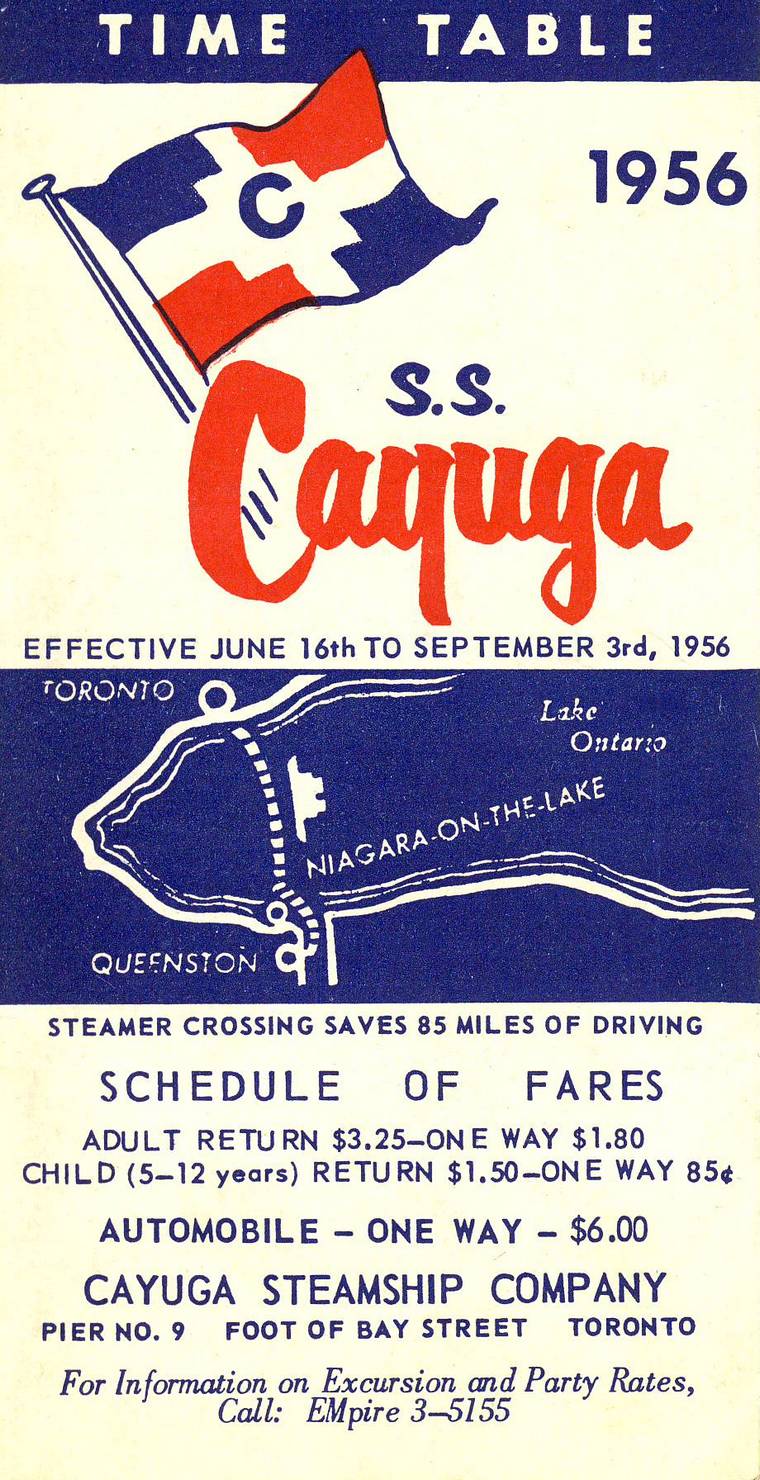 TIME TABLE
1956
C
S.S.
Cayuga
EFFECTIVE JUNE 16th TO SEPTEMBER 3rd, 1956
TORONTO
Lake
Ontario
NIAGARA-ON-THE-LAKE
QUEENSTON
STEAMER CROSSING SAVES 85 MILES OF DRIVING
SCHEDULE OF FARES
ADULT RETURN $3.25—ONE WAY $1.80
CHILD (5—12 years) RETURN $1.50—ONE WAY 85¢
AUTOMOBILE — ONE WAY — $6.00
CAYUGA STEAMSHIP COMPANY
PIER NO. 9 FOOT OF BAY STREET TORONTO
For Information on Excursion and Party Rates,
Call: EMpire 3—5155